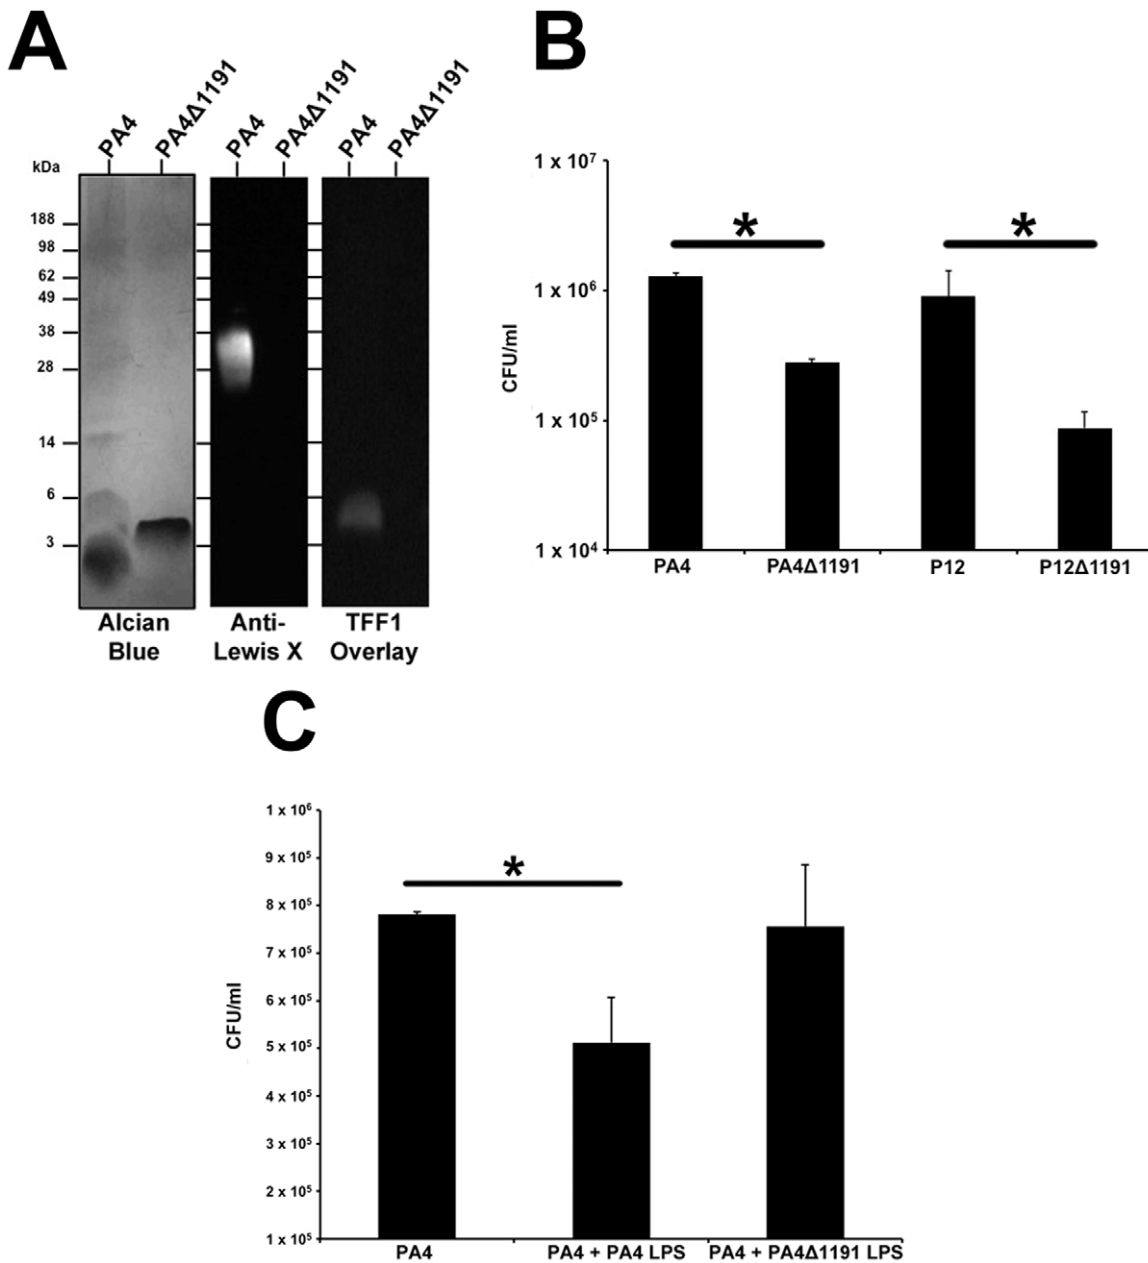 A
PA4
PA4Δ1191
PA4
PA4Δ1191
PA4
PA4Δ1191
kDa
188
98
62
49
38
28
14
6
3
Alcian
Blue
Anti-
Lewis X
TFF1
Overlay
B
*
*
1 x 10⁷
1 x 10⁶
1 x 10⁵
1 x 10⁴
CFU/ml
PA4
PA4Δ1191
P12
P12Δ1191
C
*
1 x 10⁶
9 x 10⁵
8 x 10⁵
7 x 10⁵
6 x 10⁵
5 x 10⁵
4 x 10⁵
3 x 10⁵
2 x 10⁵
1 x 10⁵
CFU/ml
PA4
PA4 + PA4 LPS
PA4 + PA4Δ1191 LPS